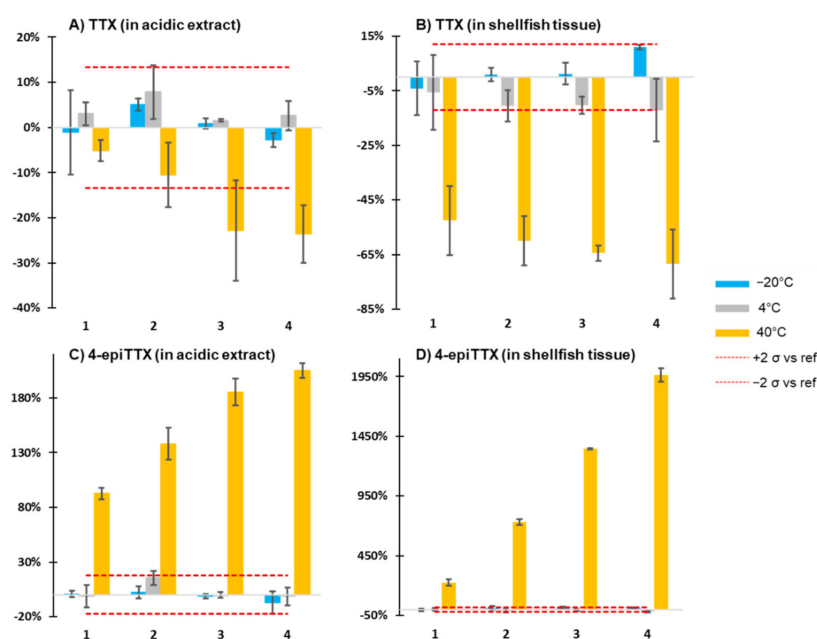 A) TTX (in acidic extract)
20%
10%
0%
-10%
-20%
-30%
-40%
1 2 3 4
B) TTX (in shellfish tissue)
15%
-5%
-25%
-45%
-65%
-85%
1 2 3 4
C) 4-epiTTX (in acidic extract)
180%
130%
80%
30%
-20%
1 2 3 4
D) 4-epiTTX (in shellfish tissue)
1950%
1450%
950%
450%
-50%
1 2 3 4
−20°C
4°C
40°C
+2 σ vs ref
−2 σ vs ref